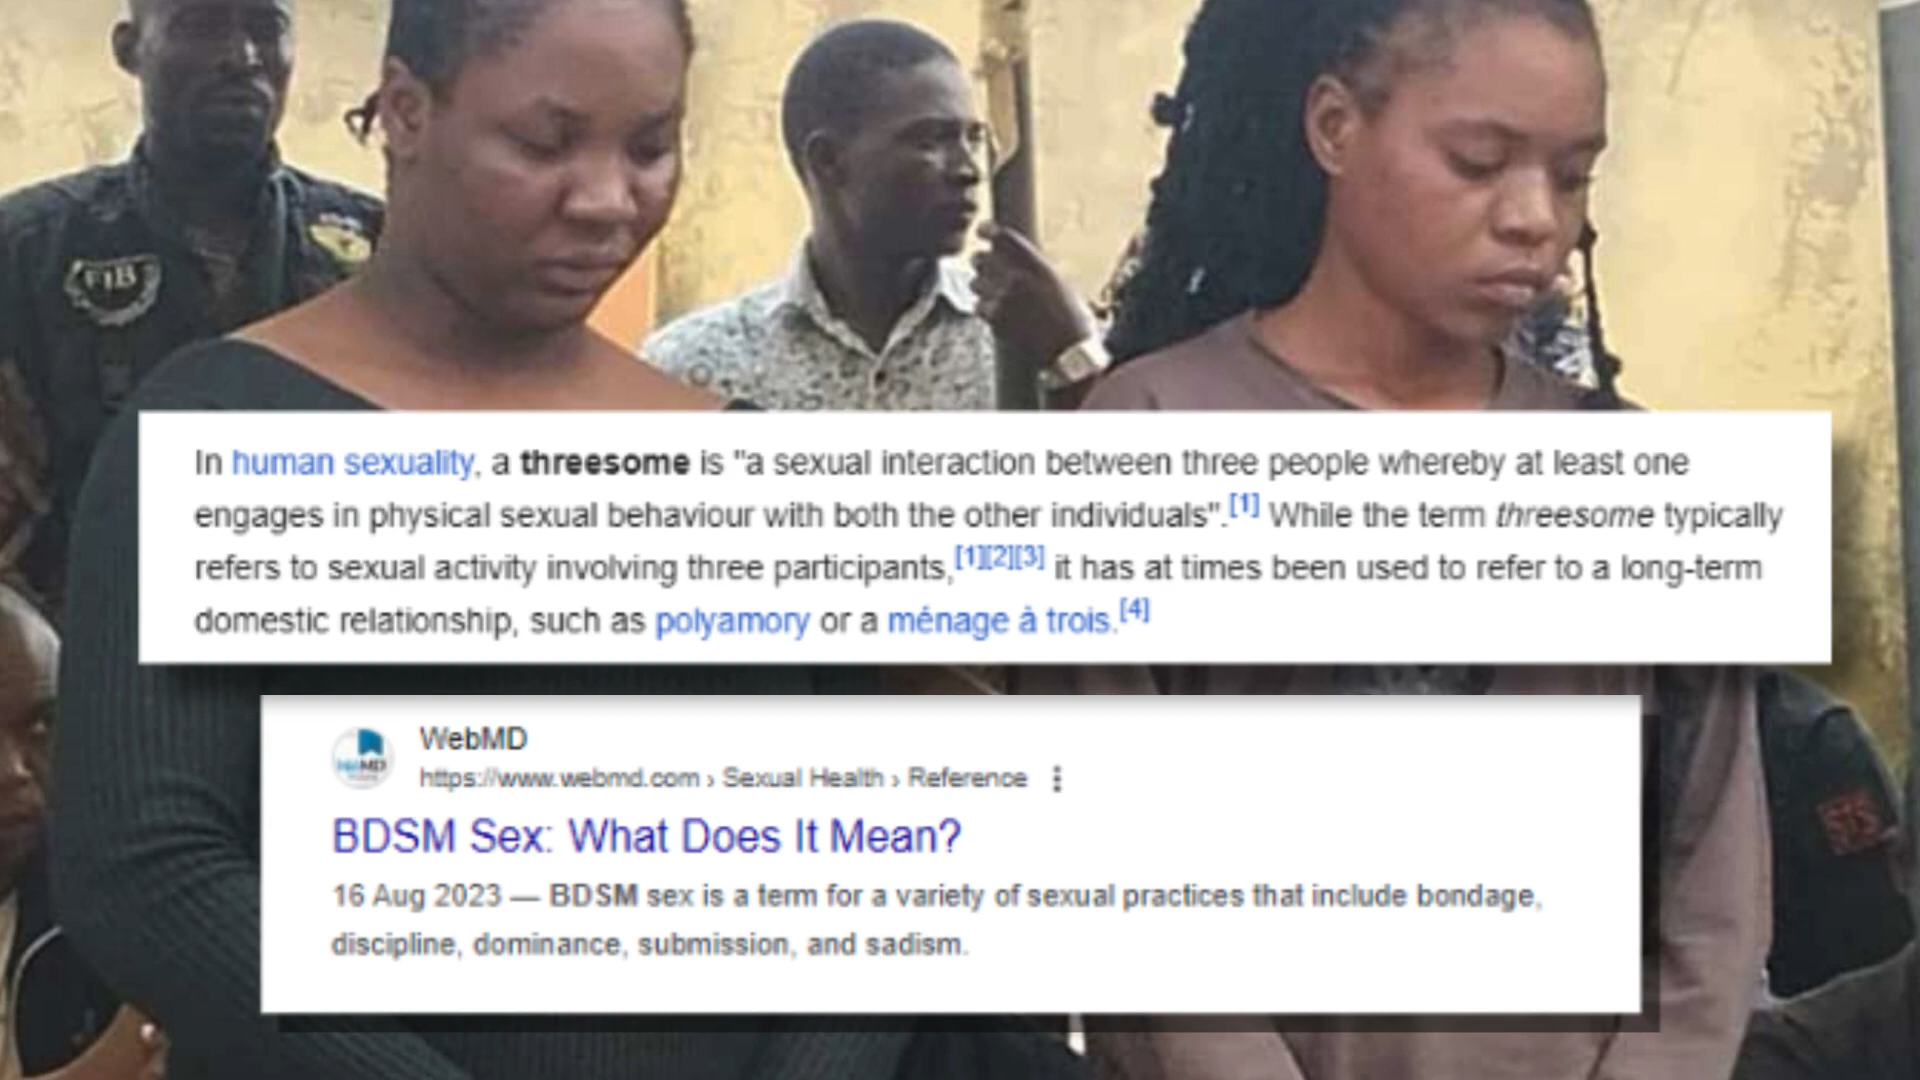 FIB
In human sexuality, a threesome is "a sexual interaction between three people whereby at least one
engages in physical sexual behaviour with both the other individuals".[1] While the term threesome typically
refers to sexual activity involving three participants,[1][2][3] it has at times been used to refer to a long-term
domestic relationship, such as polyamory or a ménage à trois.[4]
WebMD
https://www.webmd.com › Sexual Health › Reference
BDSM Sex: What Does It Mean?
16 Aug 2023 — BDSM sex is a term for a variety of sexual practices that include bondage,
discipline, dominance, submission, and sadism.